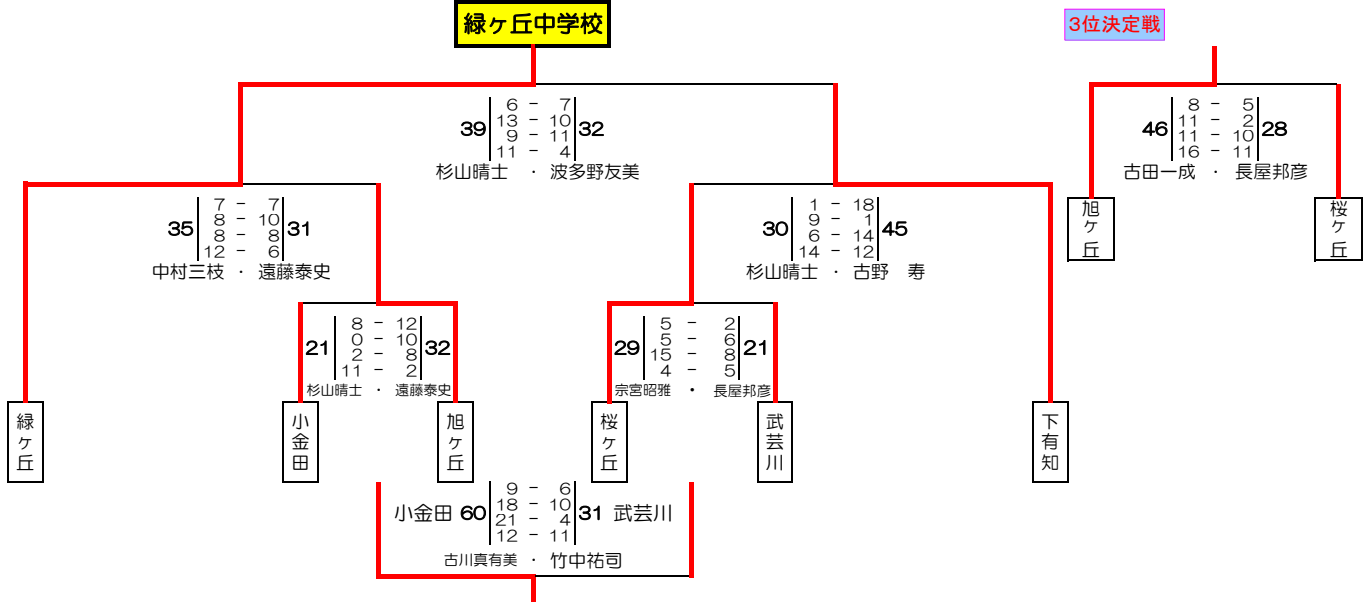 緑ヶ丘中学校
3位決定戦
39 6 － 7 32
13 － 10
9 － 11
11 － 4
杉山晴士 ・ 波多野友美
46 8 － 5 28
11 － 2
11 － 10
16 － 11
古田一成 ・ 長屋邦彦
旭ヶ丘
桜ヶ丘
35 7 － 7 31
8 － 10
8 － 8
12 － 6
中村三枝 ・ 遠藤泰史
30 1 － 18 45
9 － 1
6 － 14
14 － 12
杉山晴士 ・ 古野　寿
21 8 － 12 32
0 － 10
2 － 8
11 － 2
杉山晴士 ・ 遠藤泰史
29 5 － 2 21
5 － 6
15 － 8
4 － 5
宗宮昭雅 ・ 長屋邦彦
緑ヶ丘
小金田
旭ヶ丘
桜ヶ丘
武芸川
下有知
小金田 60 9 － 6 31 武芸川
18 － 10
21 － 4
12 － 11
古川真有美 ・ 竹中祐司